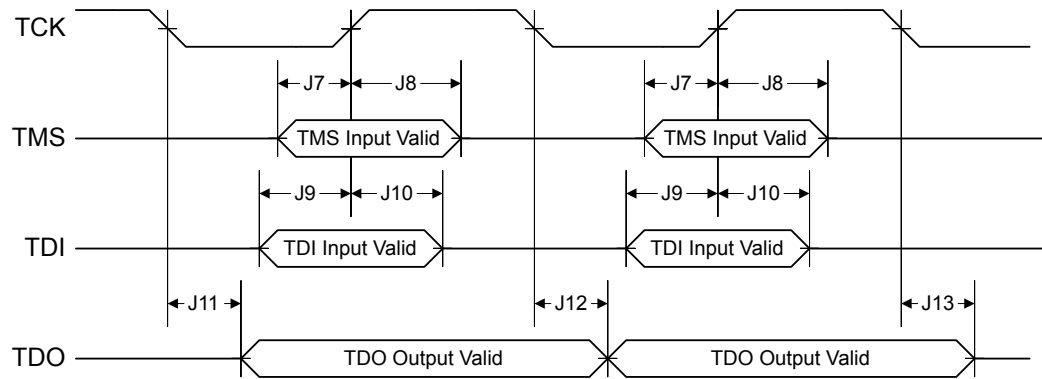 TCK
J7 J8 J7 J8
TMS TMS Input Valid TMS Input Valid
J9 J10 J9 J10
TDI TDI Input Valid TDI Input Valid
J11 J12 J13
TDO TDO Output Valid TDO Output Valid